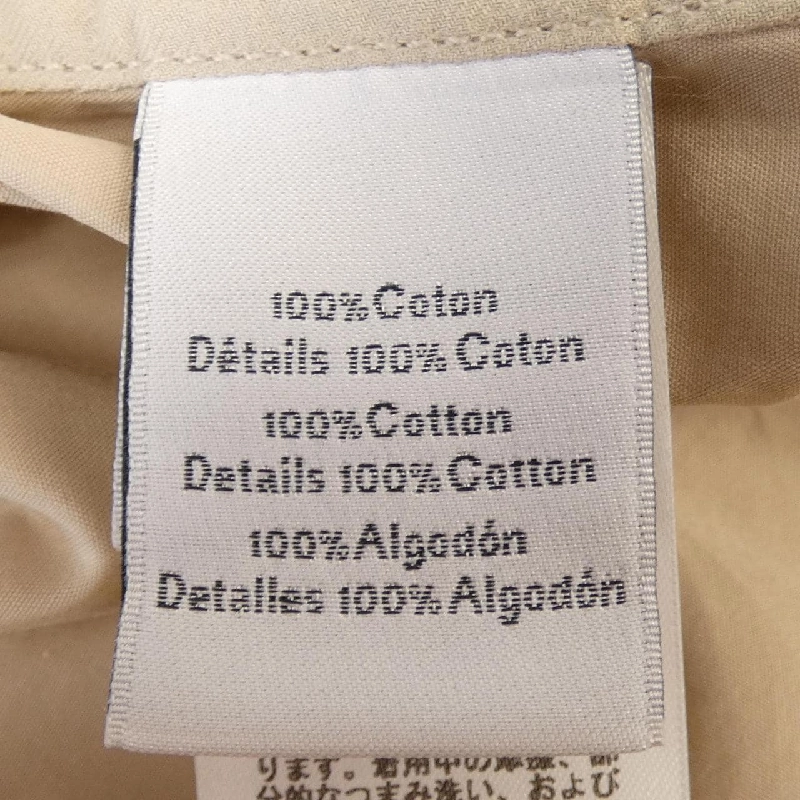 100% Coton
Détails 100% Coton
100% Cotton
Details 100% Cotton
100% Algodón
Detalles 100% Algodón
ります。着用中の摩擦、部
分的なつまみ洗い、および